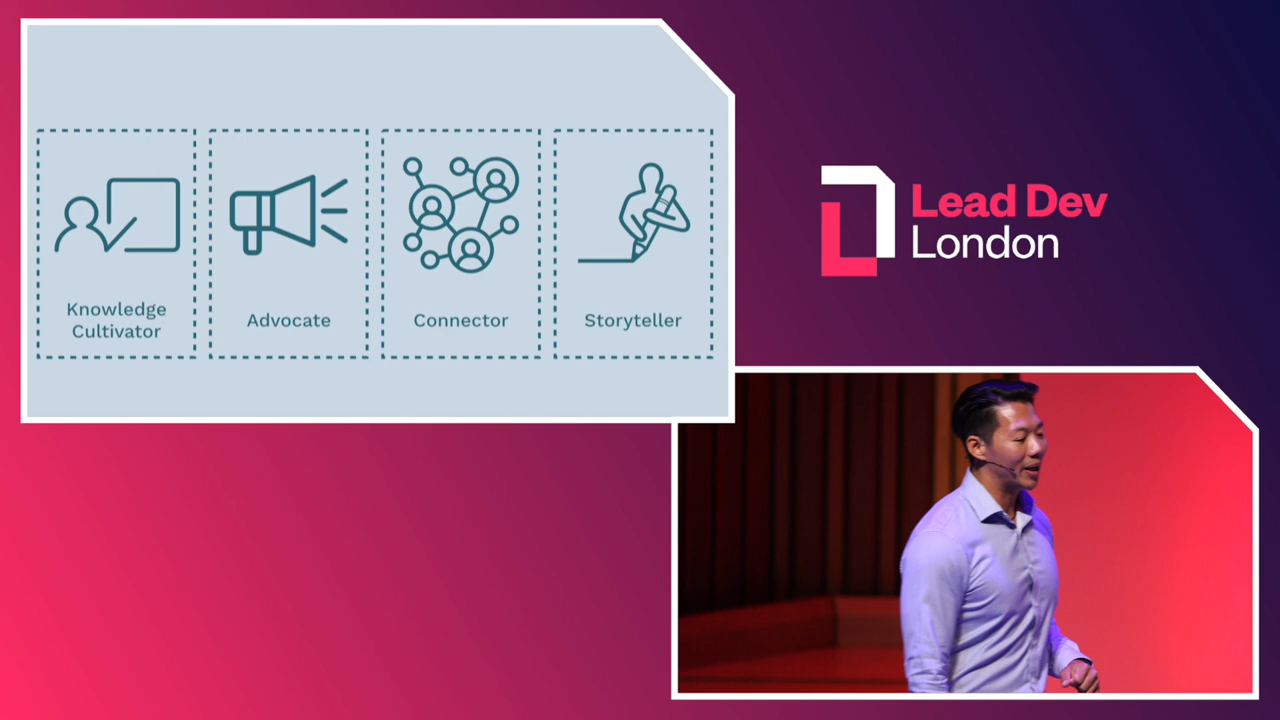 Knowledge
Cultivator
Advocate
Connector
Storyteller
Lead Dev
London